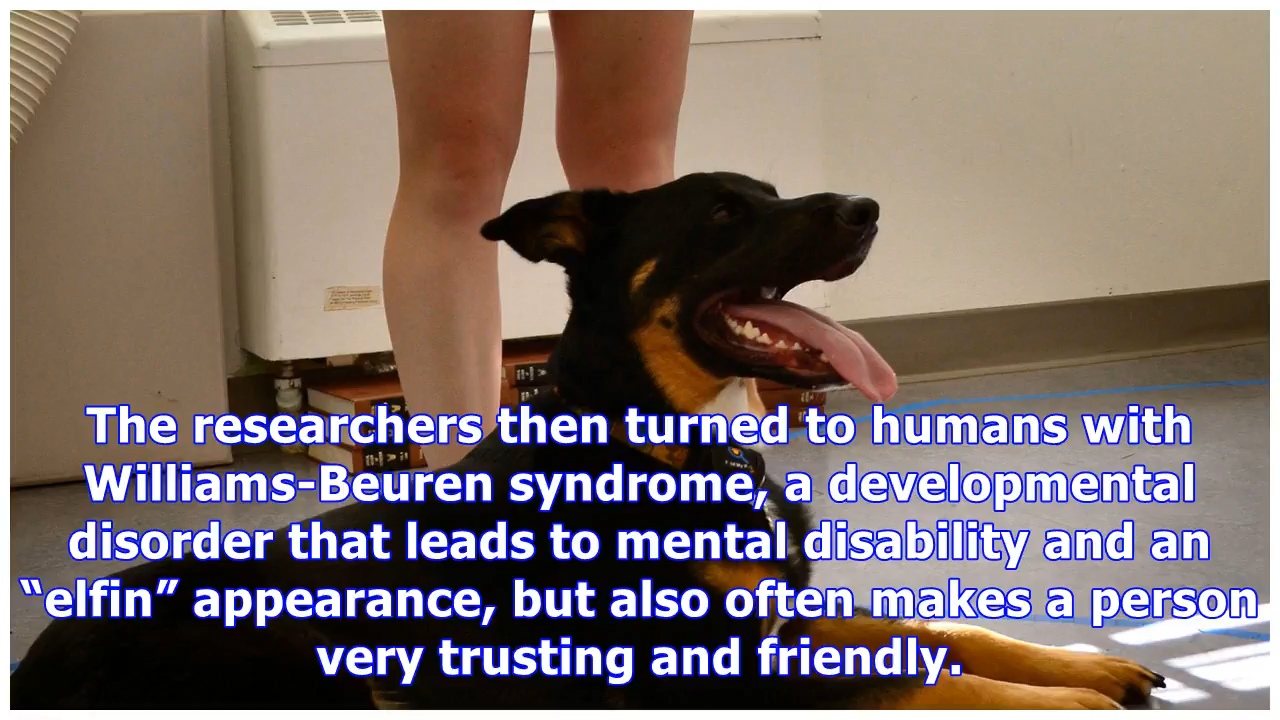 The researchers then turned to humans with
Williams-Beuren syndrome, a developmental
disorder that leads to mental disability and an
“elfin” appearance, but also often makes a person
very trusting and friendly.